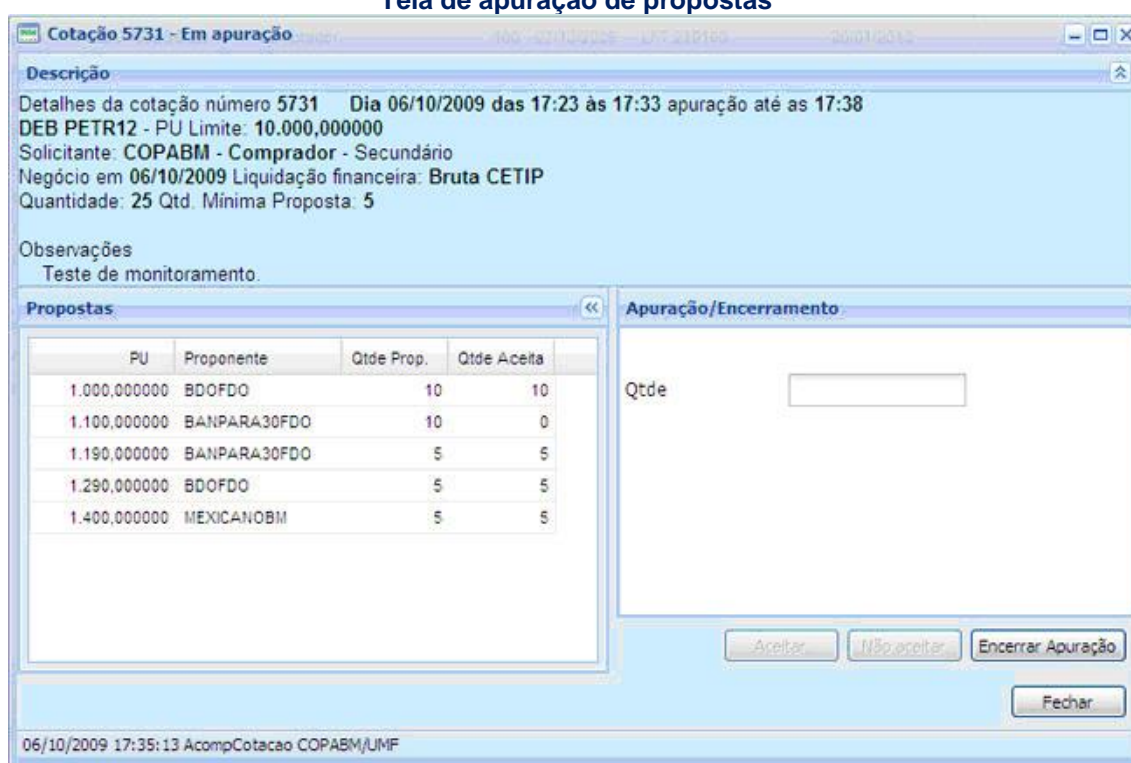 Tela de apuração de propostas
Cotação 5731 - Em apuração
Descrição
Detalhes da cotação número 5731 Dia 06/10/2009 das 17:23 às 17:33 apuração até as 17:38
DEB PETR12 - PU Limite: 10.000,000000
Solicitante: COPABM - Comprador - Secundário
Negócio em 06/10/2009 Liquidação financeira: Bruta CETIP
Quantidade: 25 Qtd. Mínima Proposta: 5
Observações
Teste de monitoramento.
Propostas
PU Proponente Qtde Prop. Qtde Aceita
1.000,000000 BDOFDO 10 10
1.100,000000 BANPARA30FDO 10 0
1.190,000000 BANPARA30FDO 5 5
1.290,000000 BDOFDO 5 5
1.400,000000 MEXICANOBM 5 5
Apuração/Encerramento
Qtde
Aceitar Não aceitar Encerrar Apuração
Fechar
06/10/2009 17:35:13 AcompCotacao COPABM/UMF